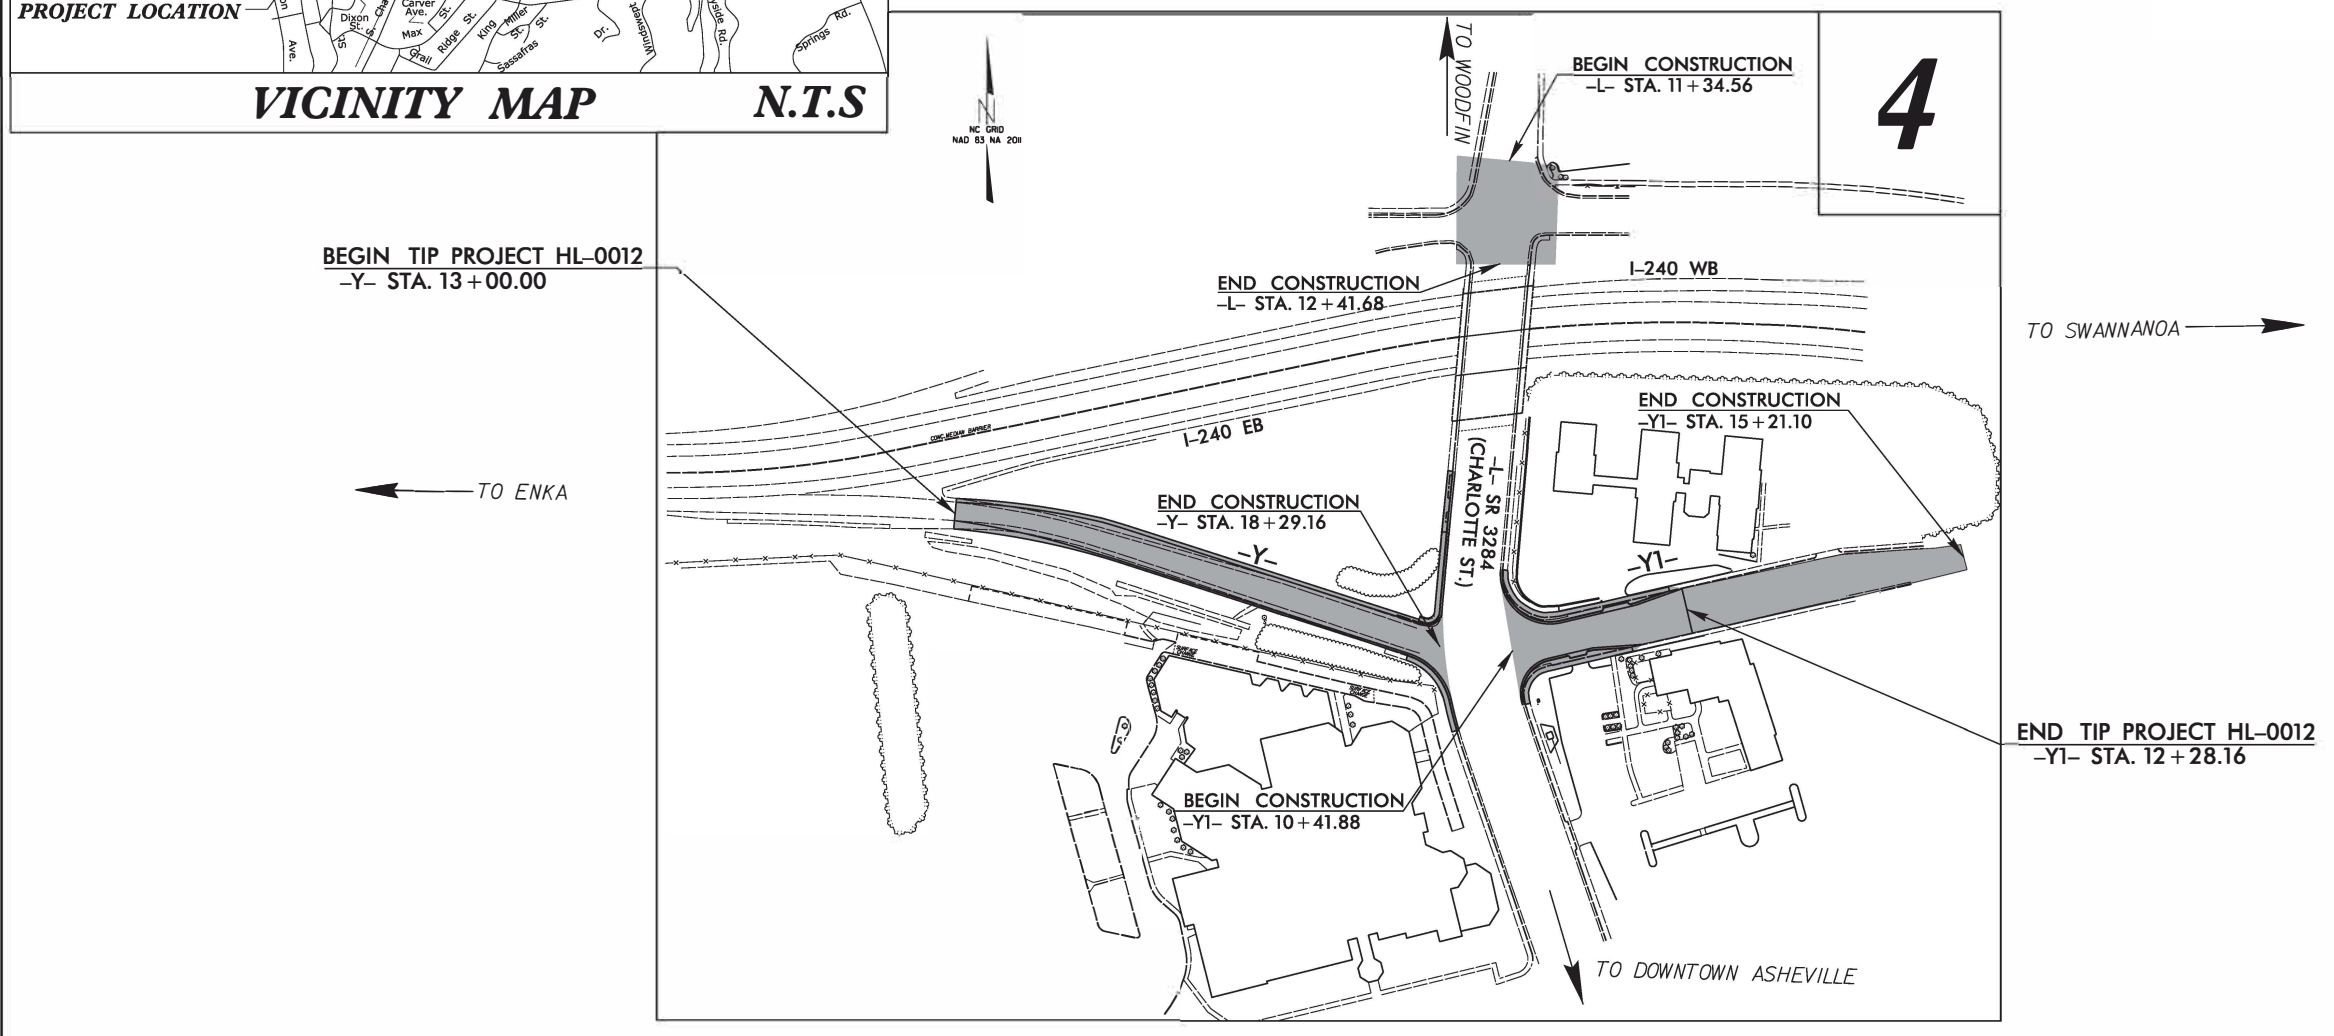 PROJECT LOCATION
Dixon
St.
St.
S.
Cha
Carver
Ave.
St.
Max
Grail
Ridge
St.
King
Miller
St.
St.
Sassafras
Dr.
Windswept
yside Rd.
Springs
Rd.
on
Ave.
VICINITY MAP N.T.S
N
NC GRID
NAD 83 NA 2011
TO WOODFIN
BEGIN CONSTRUCTION
–L– STA. 11+34.56
4
BEGIN TIP PROJECT HL–0012
–Y– STA. 13+00.00
END CONSTRUCTION
–L– STA. 12+41.68
I–240 WB
TO SWANNANOA
CONC MEDIAN BARRIER
I–240 EB
END CONSTRUCTION
–Y1– STA. 15+21.10
TO ENKA
END CONSTRUCTION
–Y– STA. 18+29.16
–L– SR 3284
(CHARLOTTE ST.)
–Y–
–Y1–
END TIP PROJECT HL–0012
–Y1– STA. 12+28.16
BEGIN CONSTRUCTION
–Y1– STA. 10+41.88
TO DOWNTOWN ASHEVILLE